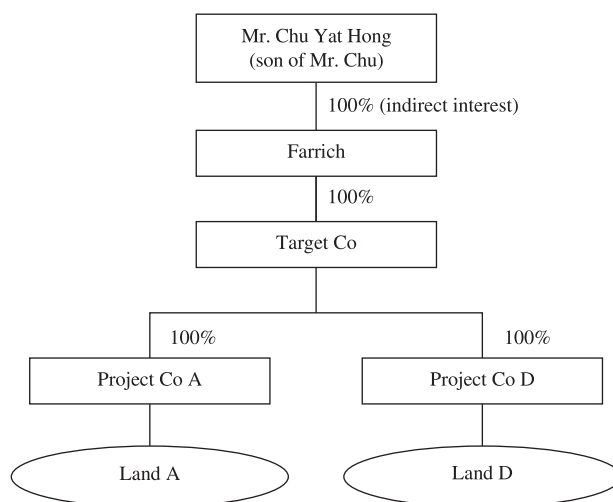 Mr. Chu Yat Hong
(son of Mr. Chu)
100% (indirect interest)
Farrich
100%
Target Co
100%
100%
Project Co A
Project Co D
Land A
Land D